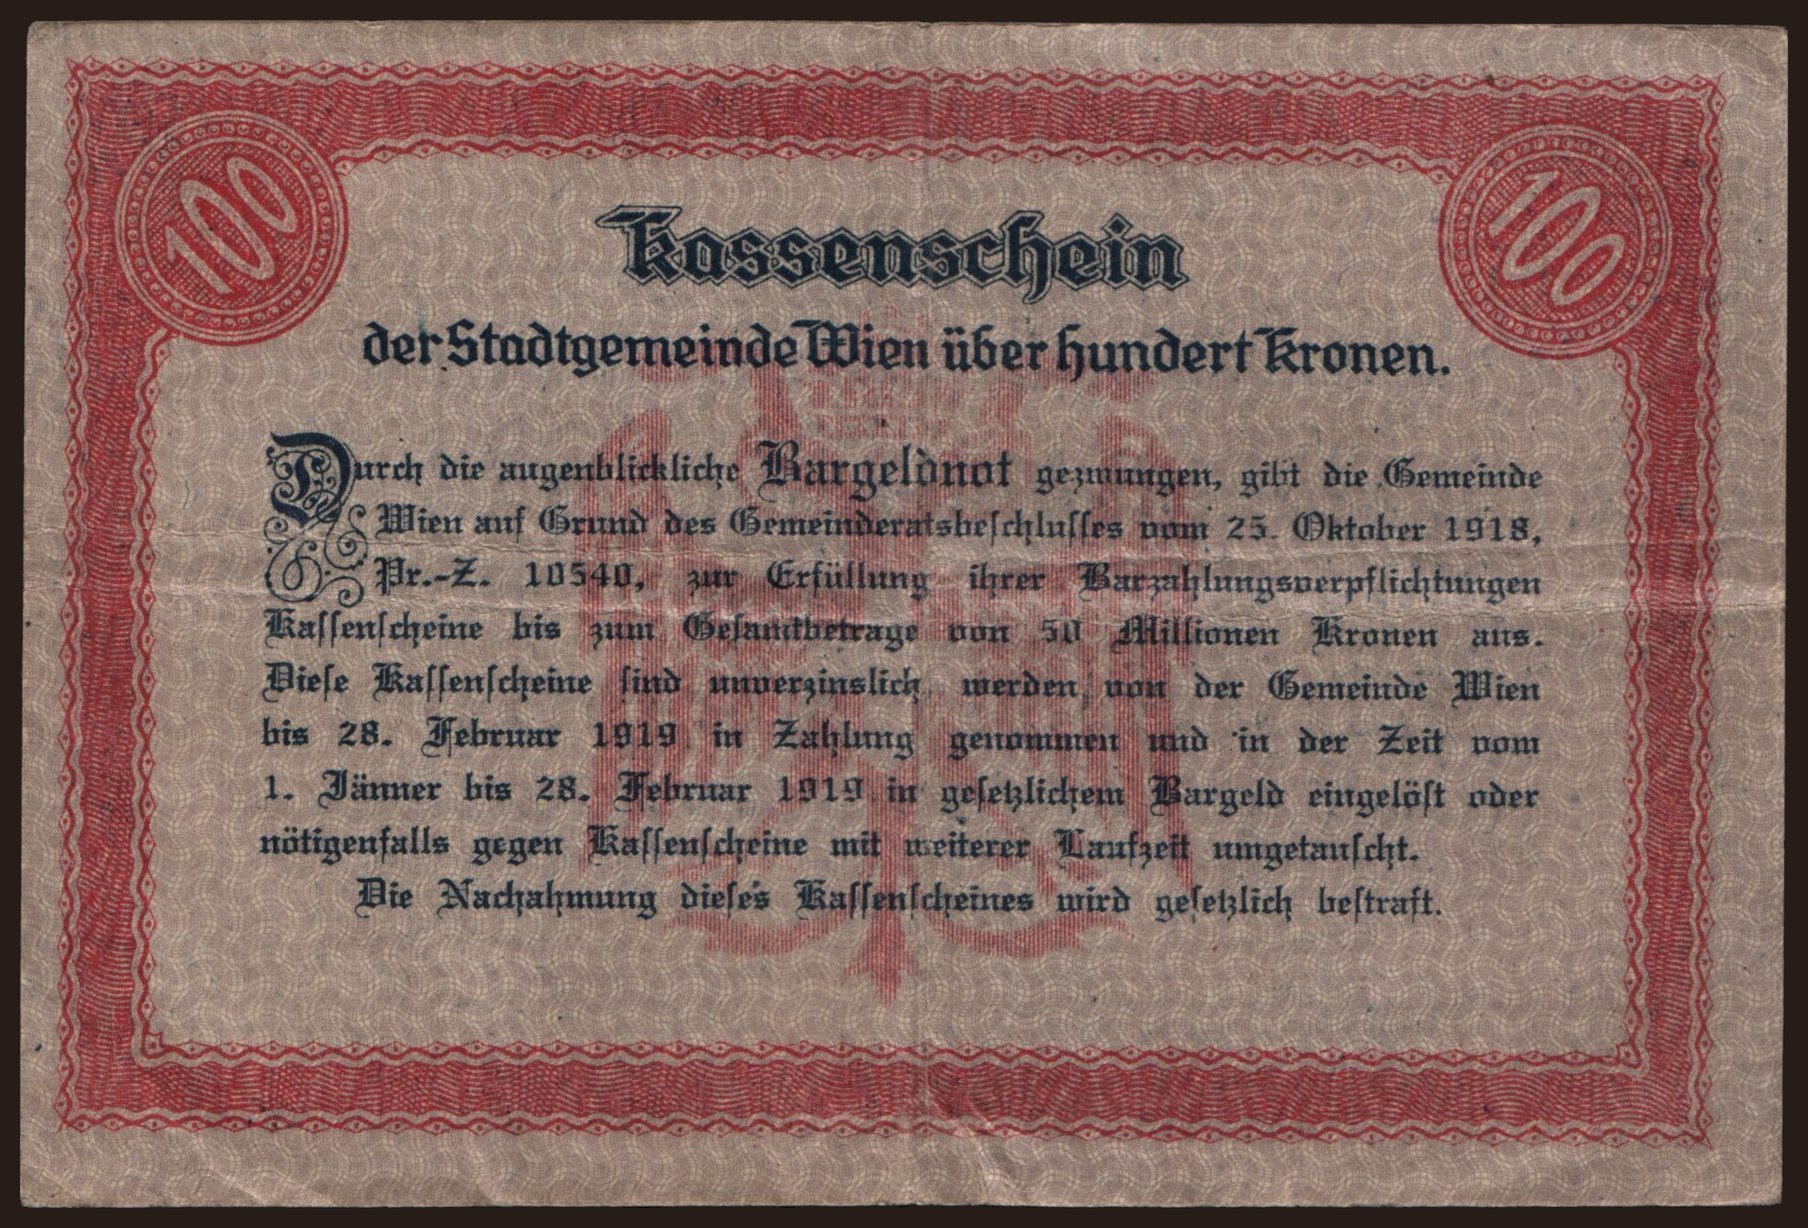 100
100
Kassenschein
der Stadtgemeinde Wien über hundert Kronen.
Durch die augenblickliche Bargeldnot gezwungen, gibt die Gemeinde
Wien auf Grund des Gemeinderatsbeschlusses vom 25. Oktober 1918,
Pr.-Z. 10540, zur Erfüllung ihrer Barzahlungsverpflichtungen
Kassenscheine bis zum Gesamtbetrage von 50 Millionen Kronen aus.
Diese Kassenscheine sind unverzinslich, werden von der Gemeinde Wien
bis 28. Februar 1919 in Zahlung genommen und in der Zeit vom
1. Jänner bis 28. Februar 1919 in gesetzlichem Bargeld eingelöst oder
nötigenfalls gegen Kassenscheine mit weiterer Laufzeit umgetauscht.
Die Nachahmung dieses Kassenscheines wird gesetzlich bestraft.